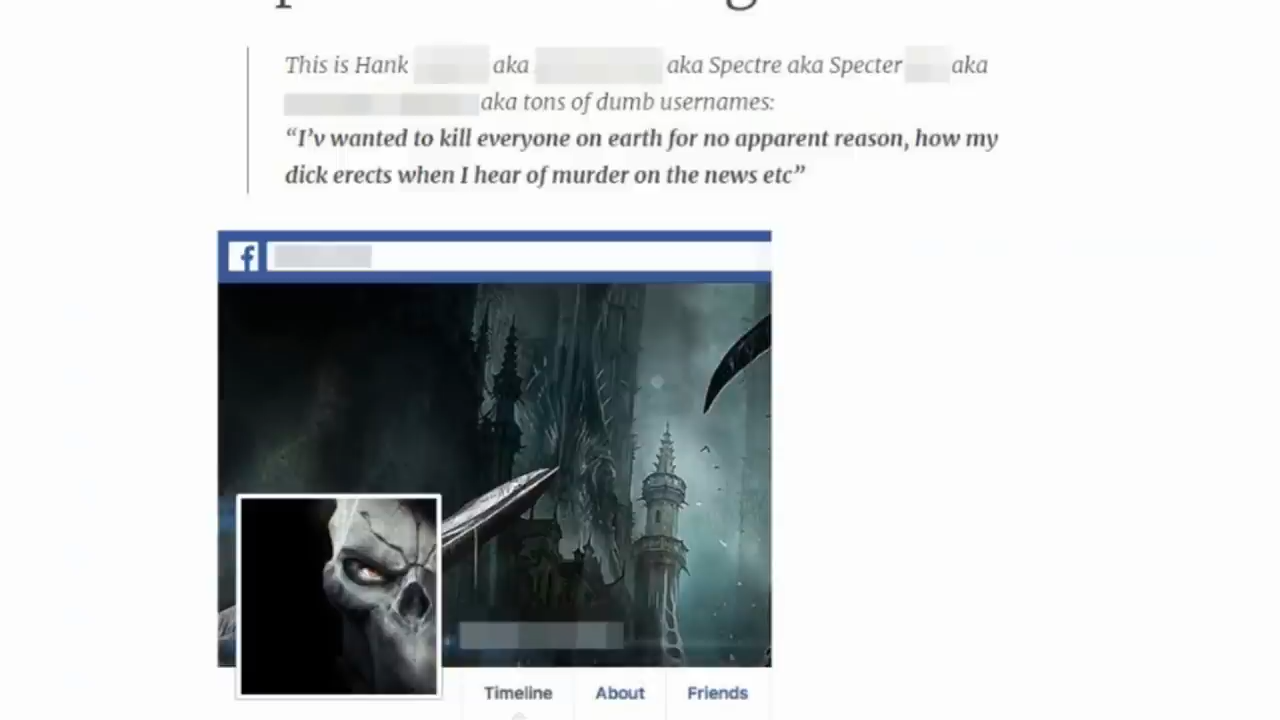 This is Hank aka aka Spectre aka Specter aka
aka tons of dumb usernames:
“I’v wanted to kill everyone on earth for no apparent reason, how my
dick erects when I hear of murder on the news etc”
f
Timeline About Friends